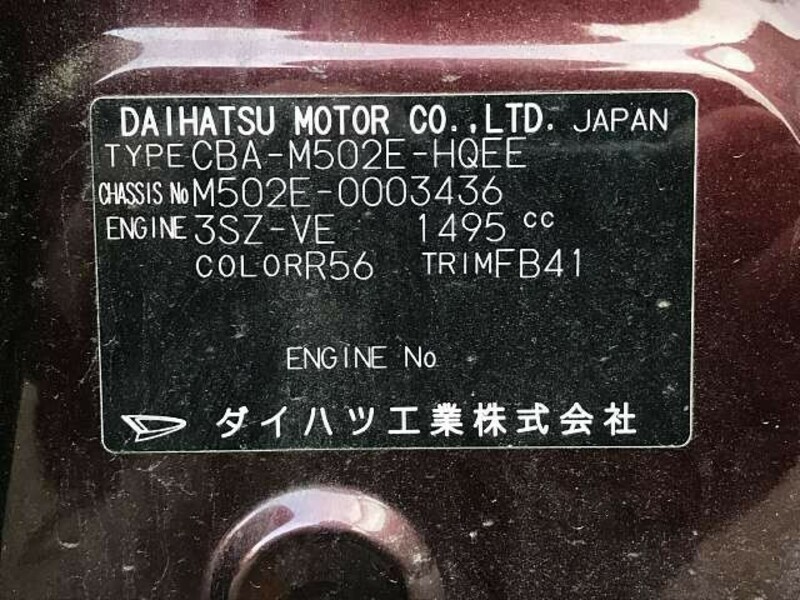 DAIHATSU MOTOR CO.,LTD. JAPAN
TYPE CBA-M502E-HQEE
CHASSIS No M502E-0003436
ENGINE 3SZ-VE 1495 cc
COLOR R56 TRIM FB41
ENGINE No
ダイハツ工業株式会社